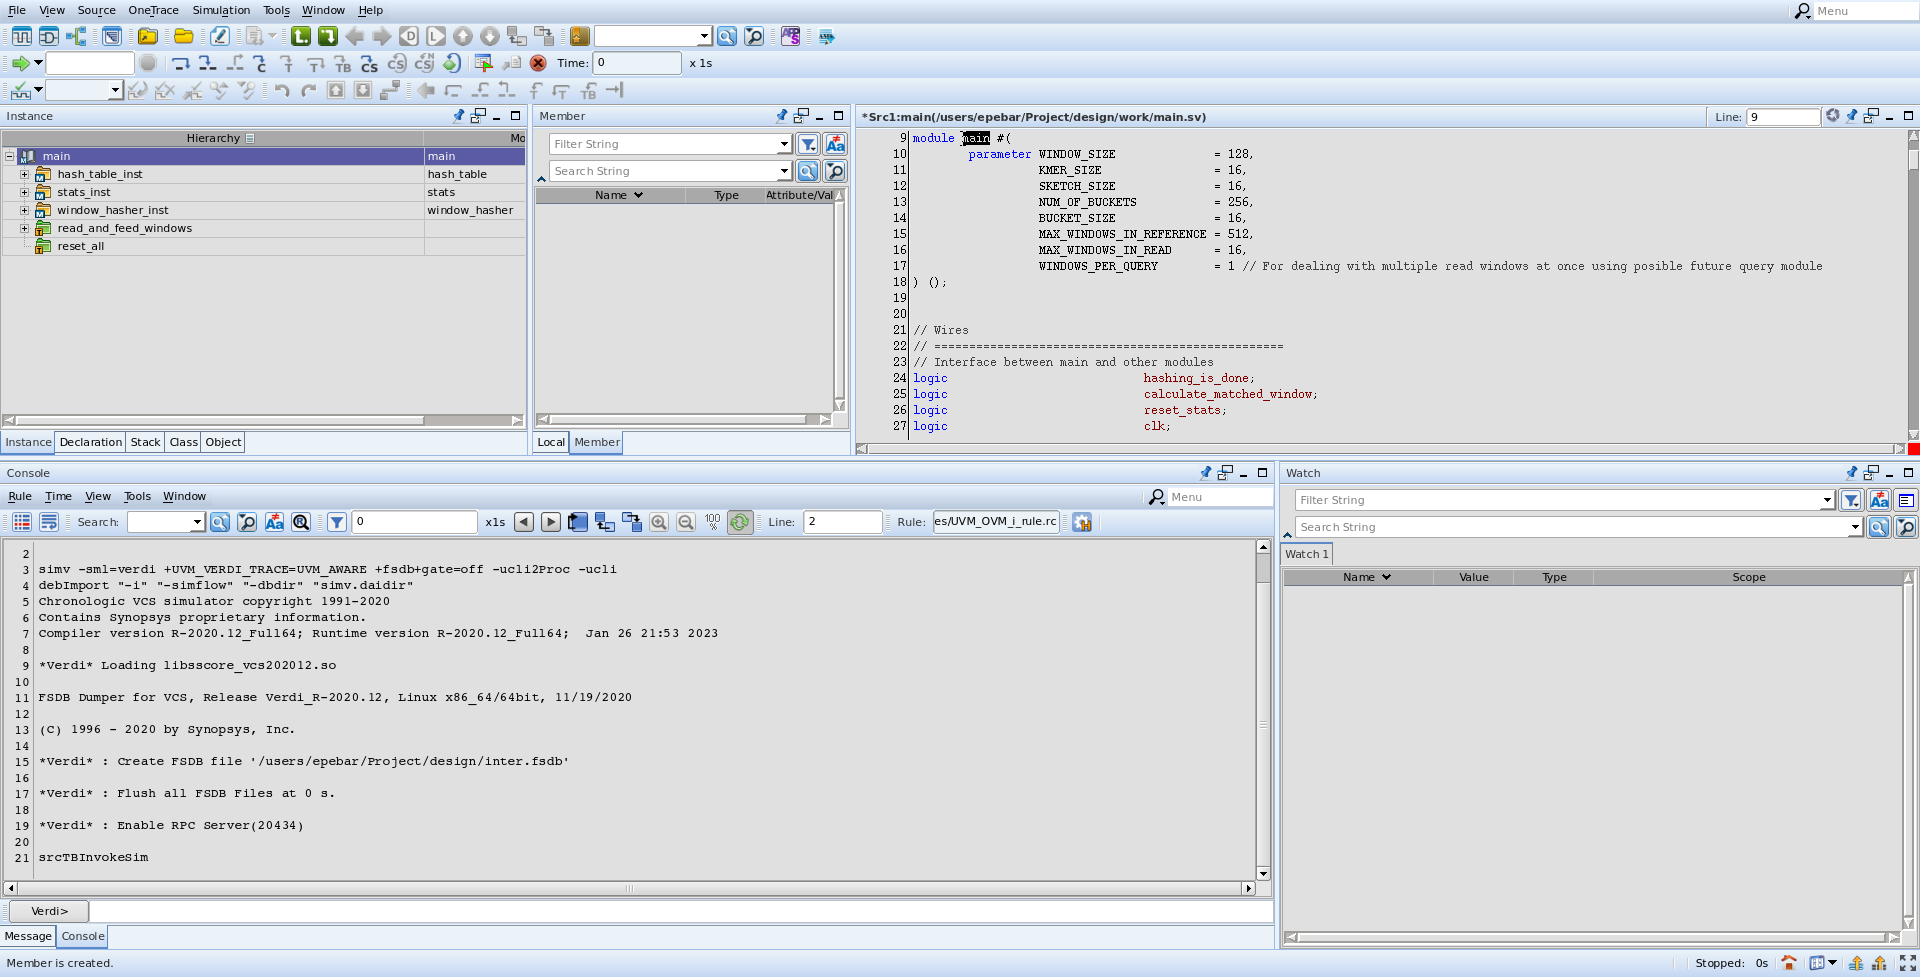 File View Source OneTrace Simulation Tools Window Help
Menu
Time: 0 x 1s
Instance
Hierarchy Mo
main main
hash_table_inst hash_table
stats_inst stats
window_hasher_inst window_hasher
read_and_feed_windows
reset_all
Instance Declaration Stack Class Object
Member
Filter String
Search String
Name Type Attribute/Val
Local Member
*Src1:main(/users/epebar/Project/design/work/main.sv)
Line: 9
9 module main #(
10 parameter WINDOW_SIZE = 128,
11 KMER_SIZE = 16,
12 SKETCH_SIZE = 16,
13 NUM_OF_BUCKETS = 256,
14 BUCKET_SIZE = 16,
15 MAX_WINDOWS_IN_REFERENCE = 512,
16 MAX_WINDOWS_IN_READ = 16,
17 WINDOWS_PER_QUERY = 1 // For dealing with multiple read windows at once using posible future query module
18 ) ();
19
20
21 // Wires
22 // ==================================================
23 // Interface between main and other modules
24 logic hashing_is_done;
25 logic calculate_matched_window;
26 logic reset_stats;
27 logic clk;
Console
Rule Time View Tools Window
Menu
Search: 0 x1s 100 % Line: 2 Rule: es/UVM_OVM_i_rule.rc
2
3 simv -sml=verdi +UVM_VERDI_TRACE=UVM_AWARE +fsdb+gate=off -ucli2Proc -ucli
4 debImport "-i" "-simflow" "-dbdir" "simv.daidir"
5 Chronologic VCS simulator copyright 1991-2020
6 Contains Synopsys proprietary information.
7 Compiler version R-2020.12_Full64; Runtime version R-2020.12_Full64;  Jan 26 21:53 2023
8
9 *Verdi* Loading libsscore_vcs202012.so
10
11 FSDB Dumper for VCS, Release Verdi_R-2020.12, Linux x86_64/64bit, 11/19/2020
12
13 (C) 1996 - 2020 by Synopsys, Inc.
14
15 *Verdi* : Create FSDB file '/users/epebar/Project/design/inter.fsdb'
16
17 *Verdi* : Flush all FSDB Files at 0 s.
18
19 *Verdi* : Enable RPC Server(20434)
20
21 srcTBInvokeSim
Verdi>
Message Console
Watch
Filter String
Search String
Watch 1
Name Value Type Scope
Member is created.
Stopped: 0s